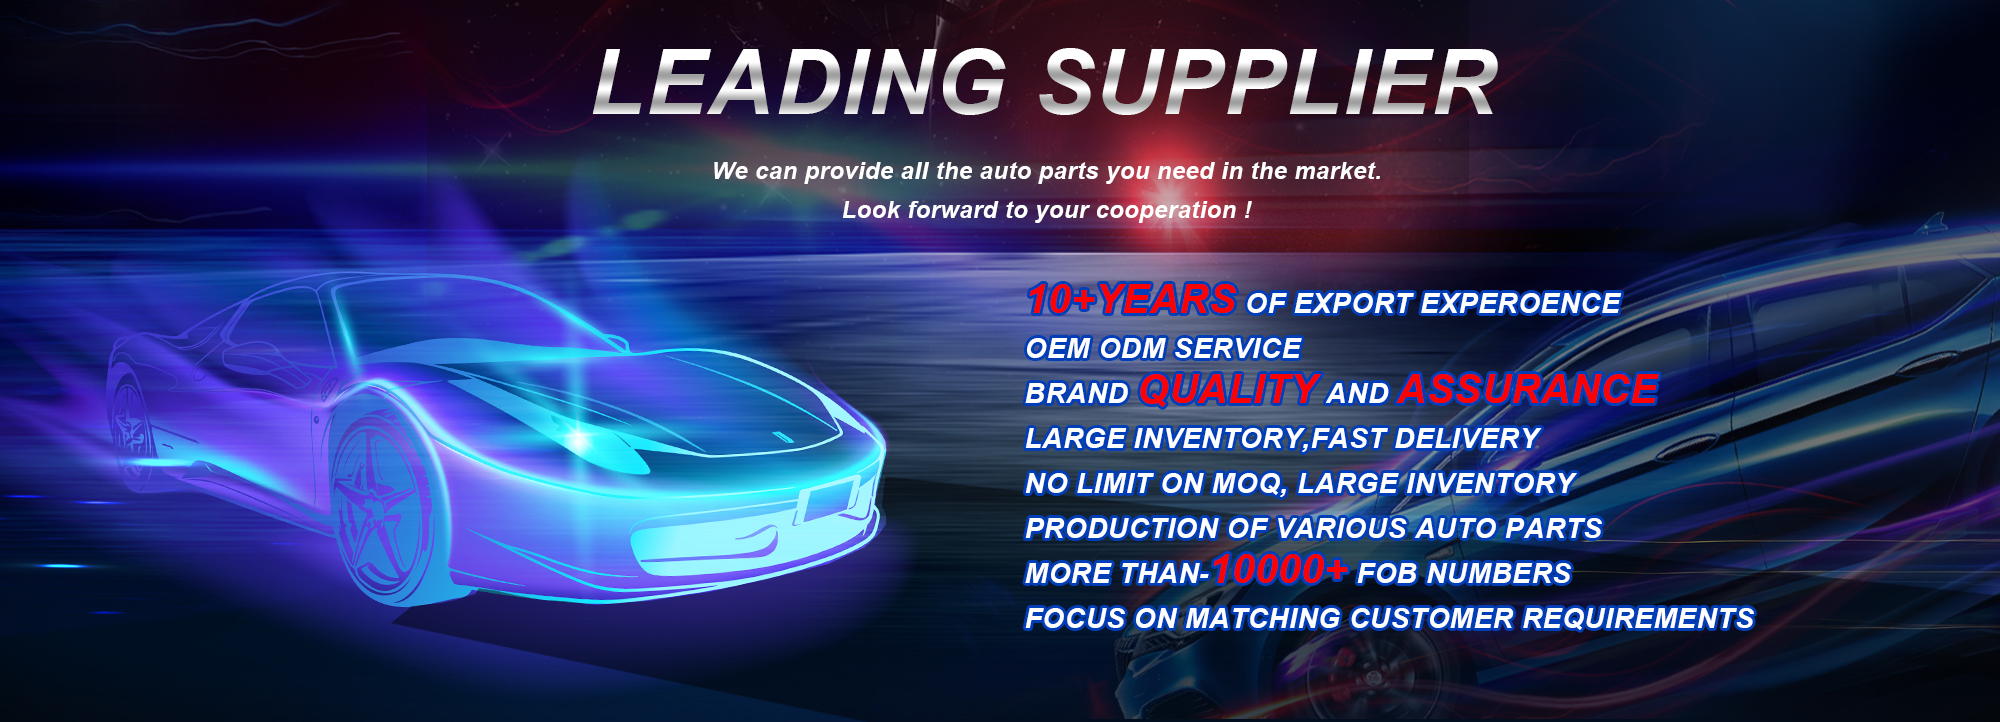 LEADING SUPPLIER
We can provide all the auto parts you need in the market.
Look forward to your cooperation !
10+YEARS OF EXPORT EXPEROENCE
OEM ODM SERVICE
BRAND QUALITY AND ASSURANCE
LARGE INVENTORY,FAST DELIVERY
NO LIMIT ON MOQ, LARGE INVENTORY
PRODUCTION OF VARIOUS AUTO PARTS
MORE THAN-10000+ FOB NUMBERS
FOCUS ON MATCHING CUSTOMER REQUIREMENTS